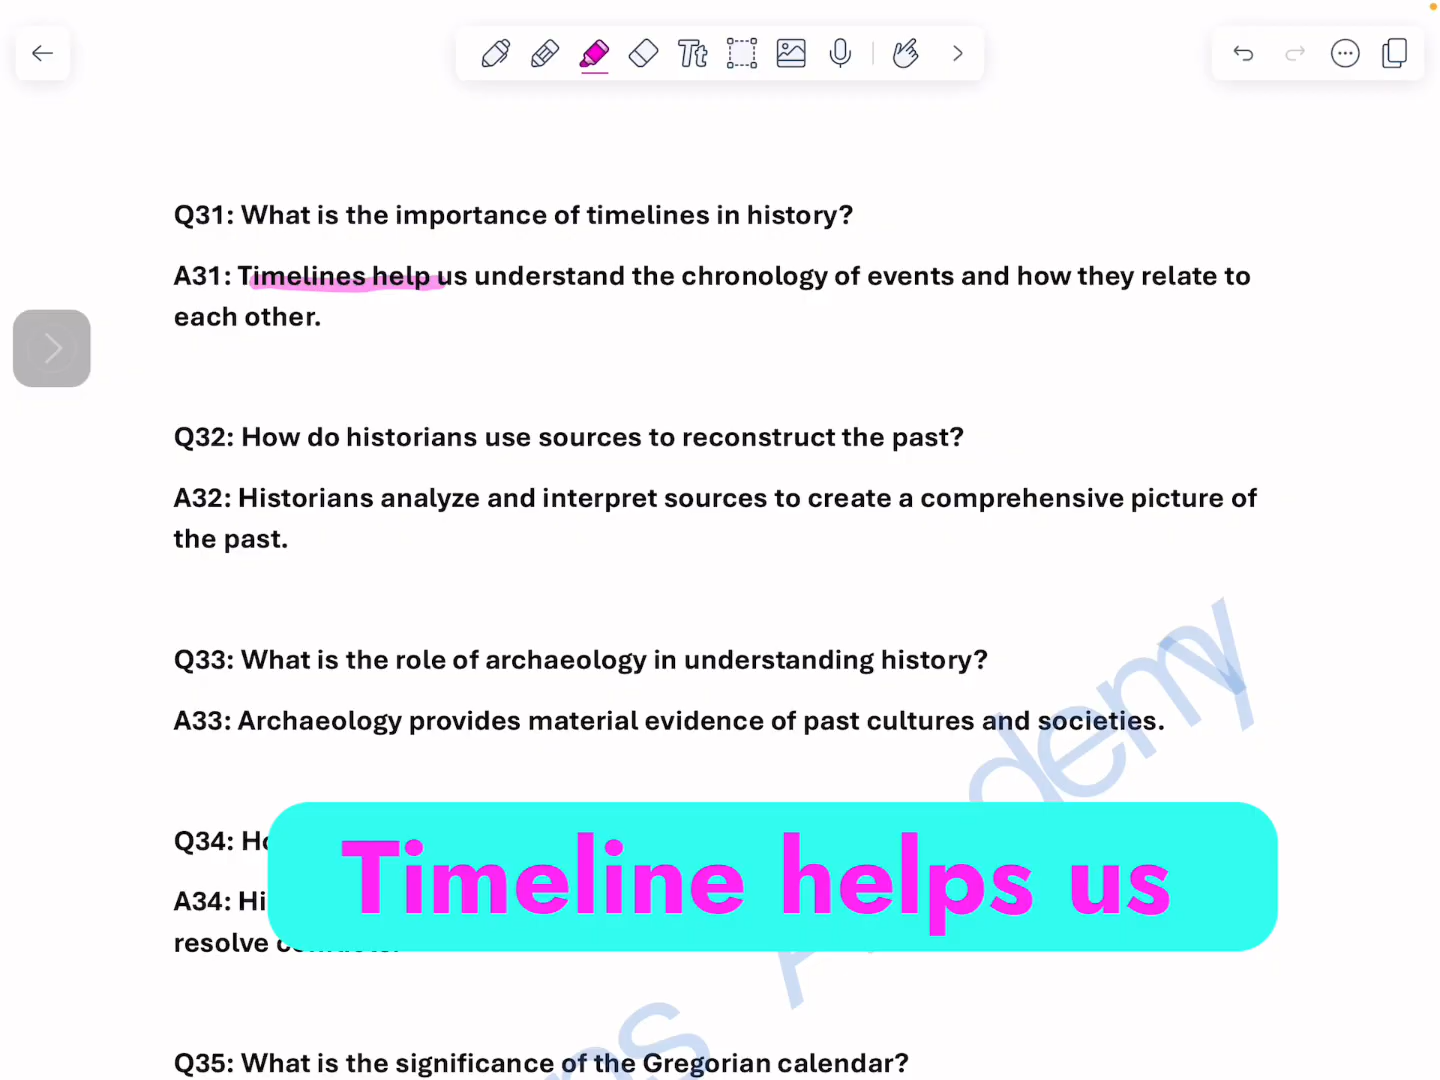 Q31: What is the importance of timelines in history?
A31: Timelines help us understand the chronology of events and how they relate to
each other.
Q32: How do historians use sources to reconstruct the past?
A32: Historians analyze and interpret sources to create a comprehensive picture of
the past.
Q33: What is the role of archaeology in understanding history?
A33: Archaeology provides material evidence of past cultures and societies.
Q34:
A34:
resolve
Timeline helps us
Q35: What is the significance of the Gregorian calendar?